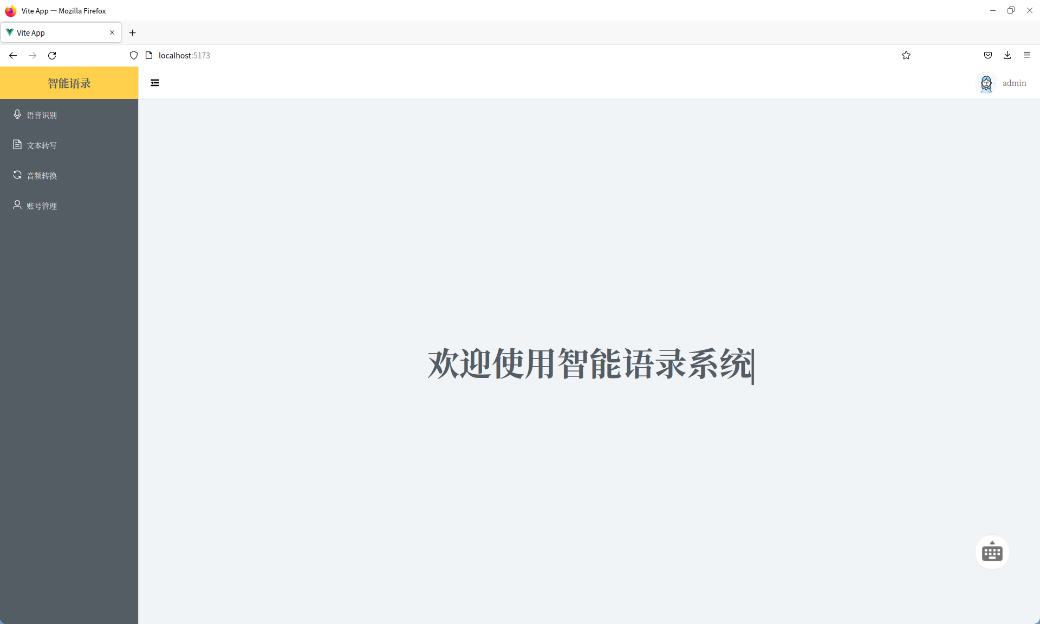 Vite App — Mozilla Firefox
Vite App
localhost:5173
智能语录
admin
语音识别
文本转写
音频转换
账号管理
欢迎使用智能语录系统